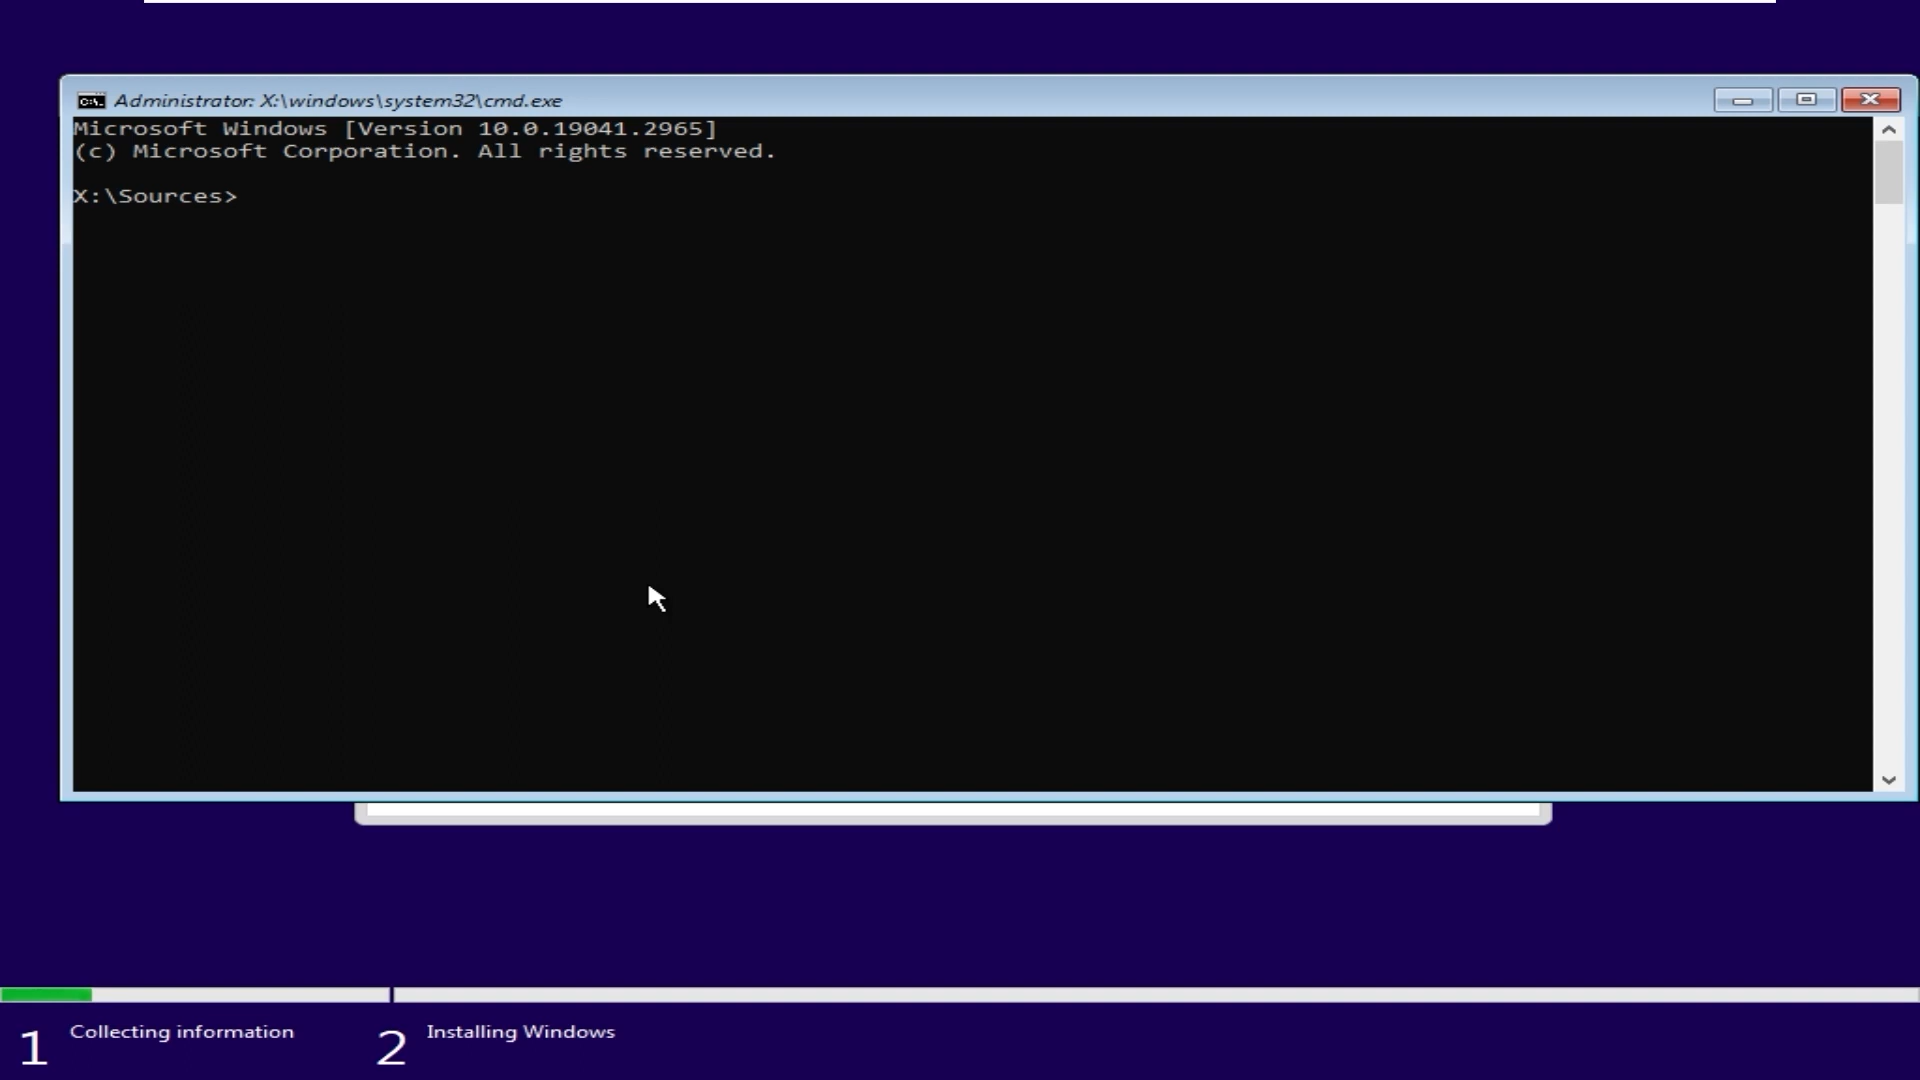 Administrator: X:\windows\system32\cmd.exe
Microsoft Windows [Version 10.0.19041.2965]
(c) Microsoft Corporation. All rights reserved.
X:\Sources>
1 Collecting information
2 Installing Windows